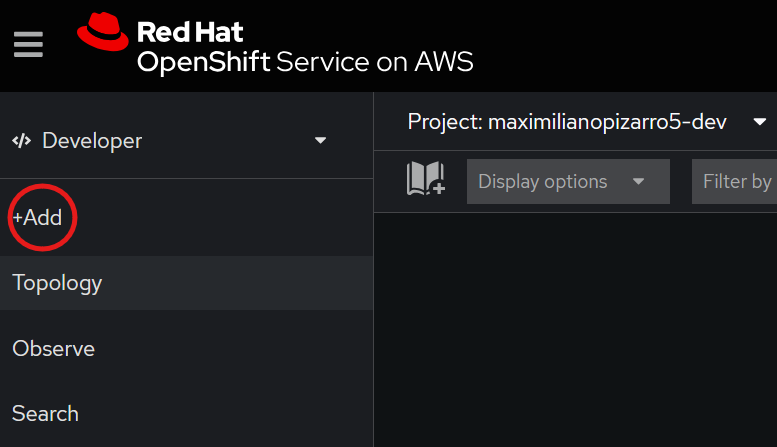 Red Hat
OpenShift Service on AWS
Developer
Project: maximilianopizarro5-dev
Display options
Filter by
+Add
Topology
Observe
Search